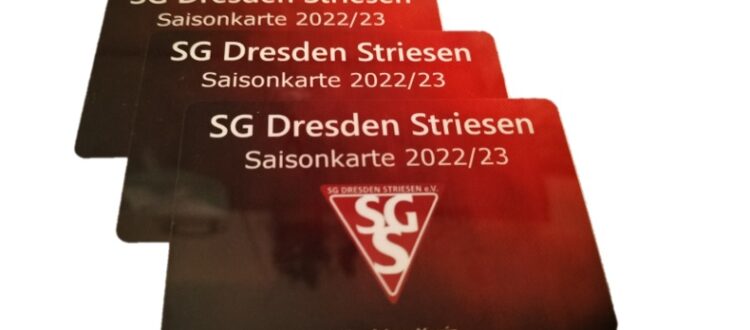 SG Dresden Striesen
Saisonkarte 2022/23
SG Dresden Striesen
Saisonkarte 2022/23
SG Dresden Striesen
Saisonkarte 2022/23
SG DRESDEN STRIESEN e.V.
SG
S